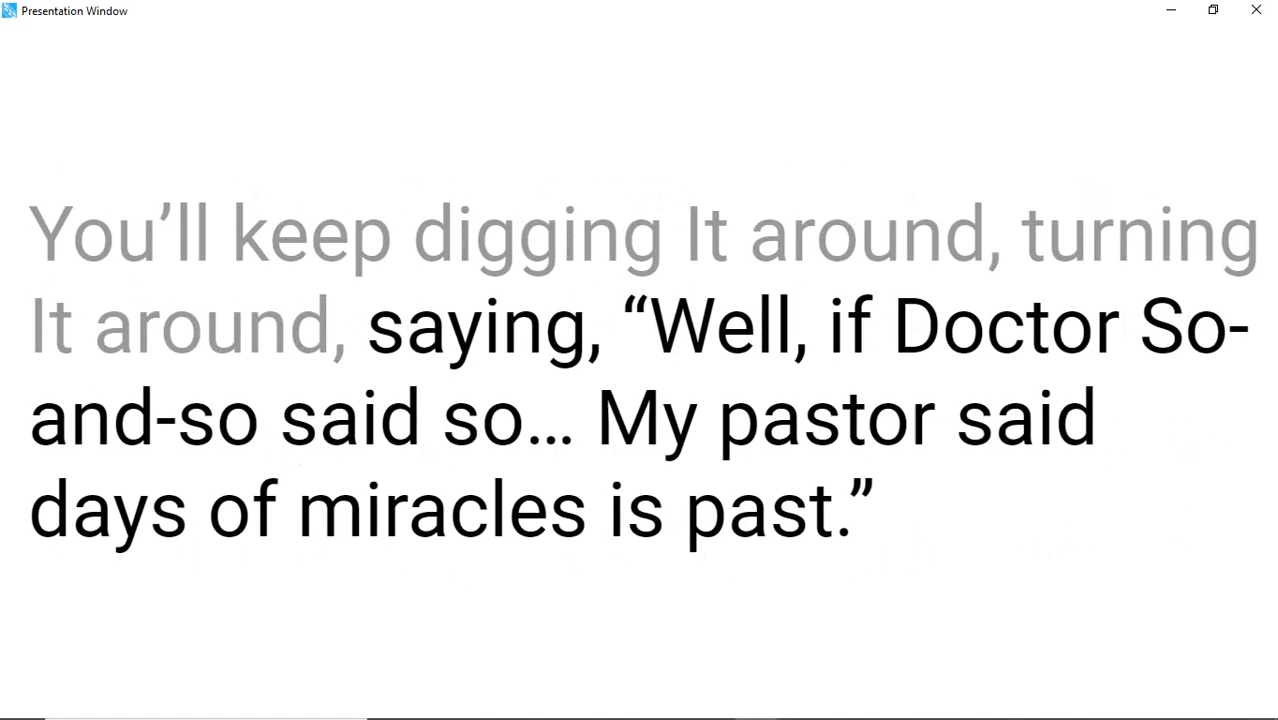 Presentation Window
You’ll keep digging It around, turning
It around, saying, “Well, if Doctor So-
and-so said so… My pastor said
days of miracles is past.”